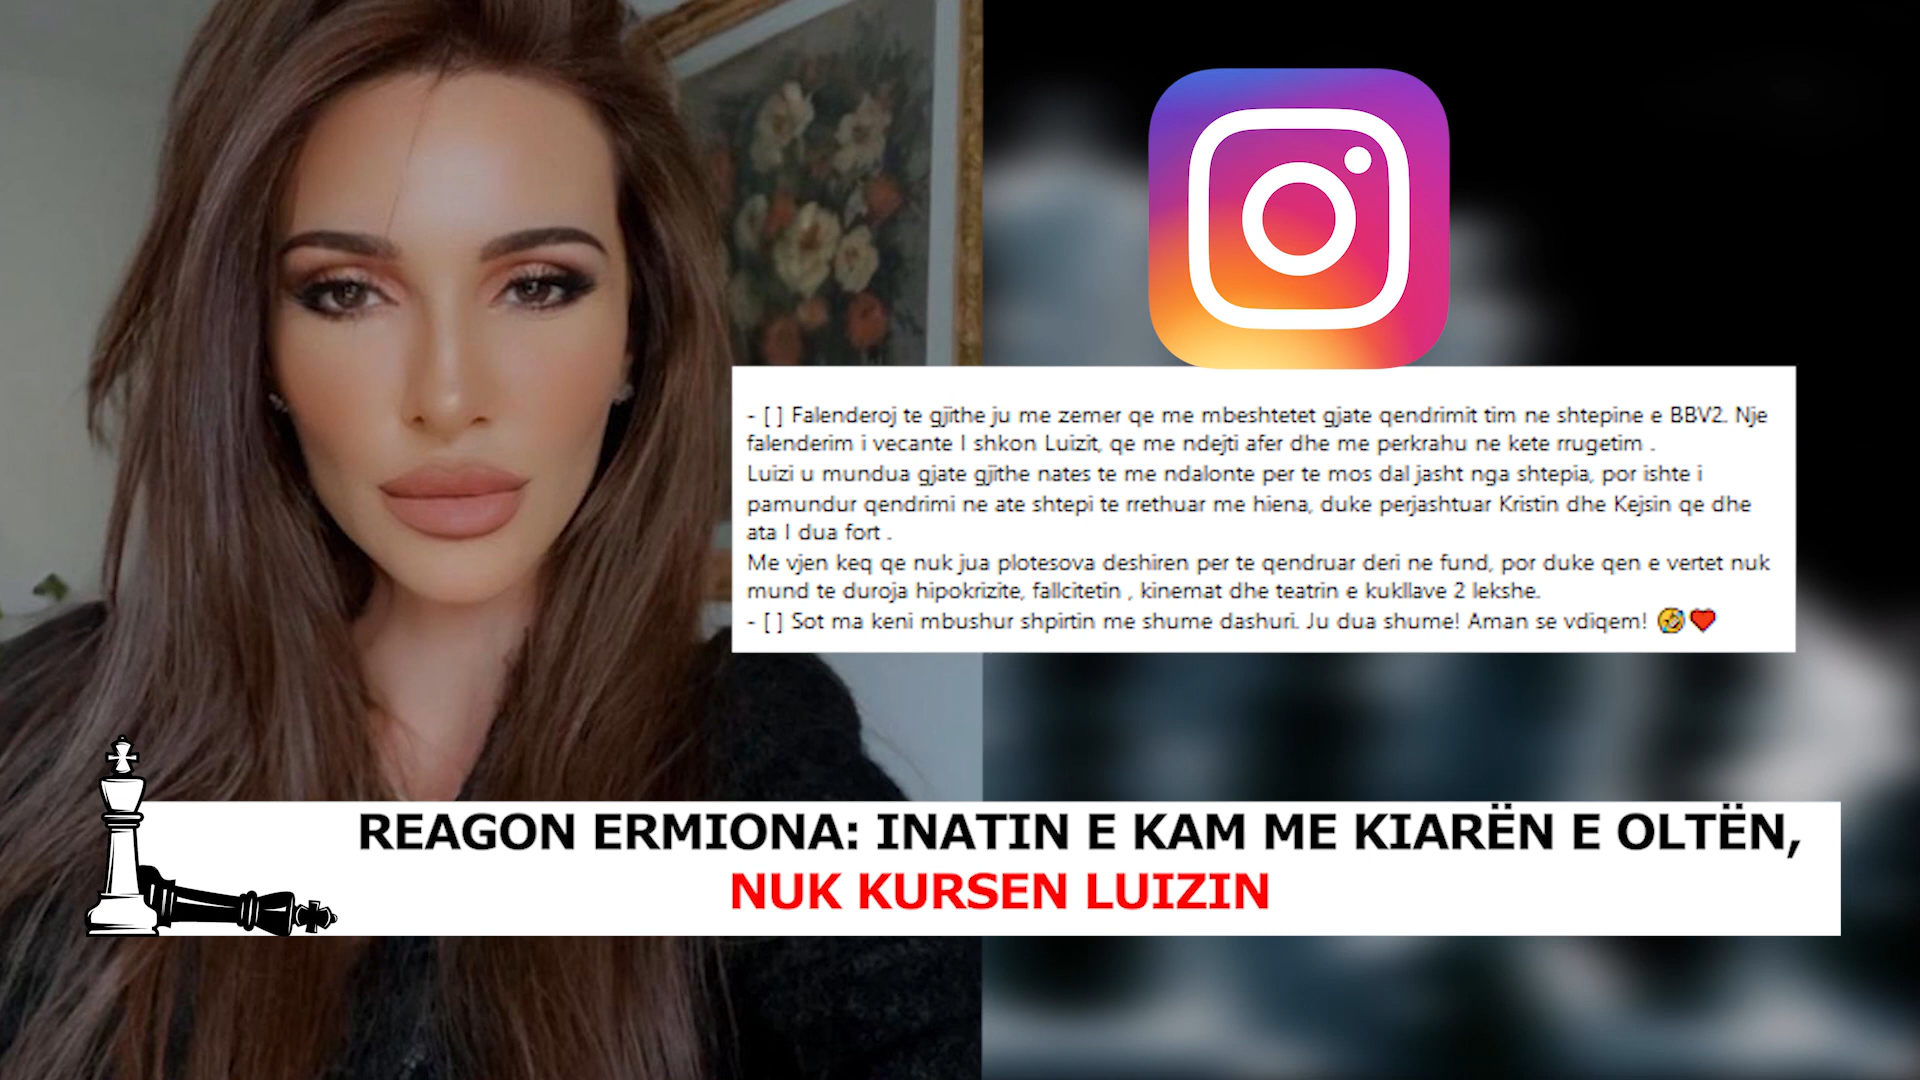 - [ ] Falenderoj te gjithe ju me zemer qe me mbeshtetet gjate qendrimit tim ne shtepine e BBV2. Nje
falenderim i vecante I shkon Luizit, qe me ndejti afer dhe me perkrahu ne kete rrugetim .
Luizi u mundua gjate gjithe nates te me ndalonte per te mos dal jasht nga shtepia, por ishte i
pamundur qendrimi ne ate shtepi te rrethuar me hiena, duke perjashtuar Kristin dhe Kejsin qe dhe
ata I dua fort .
Me vjen keq qe nuk jua plotesova deshiren per te qendruar deri ne fund, por duke qen e vertet nuk
mund te duroja hipokrizite, fallcitetin , kinemat dhe teatrin e kukllave 2 lekshe.
- [ ] Sot ma keni mbushur shpirtin me shume dashuri. Ju dua shume! Aman se vdiqem! 🤣❤️
REAGON ERMIONA: INATIN E KAM ME KIARËN E OLTËN,
NUK KURSEN LUIZIN